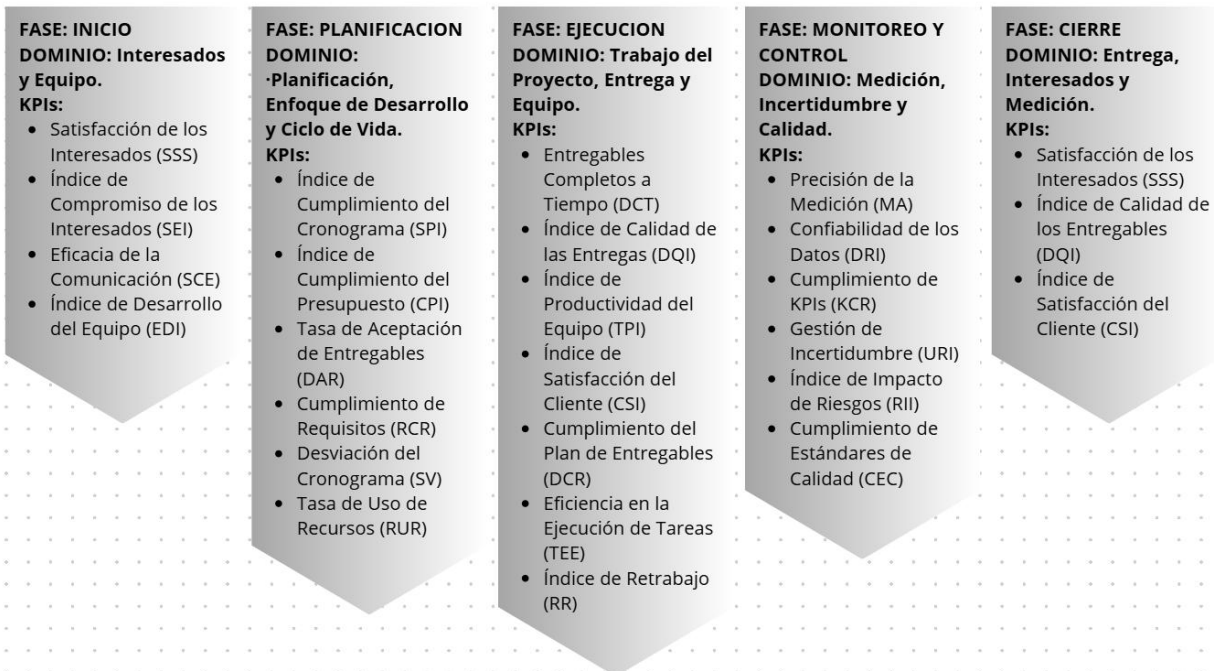 FASE: INICIO
DOMINIO: Interesados
y Equipo.
KPIs:
• Satisfacción de los
Interesados (SSS)
• Índice de
Compromiso de los
Interesados (SEI)
• Eficacia de la
Comunicación (SCE)
• Índice de Desarrollo
del Equipo (EDI)
FASE: PLANIFICACION
DOMINIO:
·Planificación,
Enfoque de Desarrollo
y Ciclo de Vida.
KPIs:
• Índice de
Cumplimiento del
Cronograma (SPI)
• Índice de
Cumplimiento del
Presupuesto (CPI)
• Tasa de Aceptación
de Entregables
(DAR)
• Cumplimiento de
Requisitos (RCR)
• Desviación del
Cronograma (SV)
• Tasa de Uso de
Recursos (RUR)
FASE: EJECUCION
DOMINIO: Trabajo del
Proyecto, Entrega y
Equipo.
KPIs:
• Entregables
Completos a
Tiempo (DCT)
• Índice de Calidad de
las Entregas (DQI)
• Índice de
Productividad del
Equipo (TPI)
• Índice de
Satisfacción del
Cliente (CSI)
• Cumplimiento del
Plan de Entregables
(DCR)
• Eficiencia en la
Ejecución de Tareas
(TEE)
• Índice de Retrabajo
(RR)
FASE: MONITOREO Y
CONTROL
DOMINIO: Medición,
Incertidumbre y
Calidad.
KPIs:
• Precisión de la
Medición (MA)
• Confiabilidad de los
Datos (DRI)
• Cumplimiento de
KPIs (KCR)
• Gestión de
Incertidumbre (URI)
• Índice de Impacto
de Riesgos (RII)
• Cumplimiento de
Estándares de
Calidad (CEC)
FASE: CIERRE
DOMINIO: Entrega,
Interesados y
Medición.
KPIs:
• Satisfacción de los
Interesados (SSS)
• Índice de Calidad de
los Entregables
(DQI)
• Índice de
Satisfacción del
Cliente (CSI)